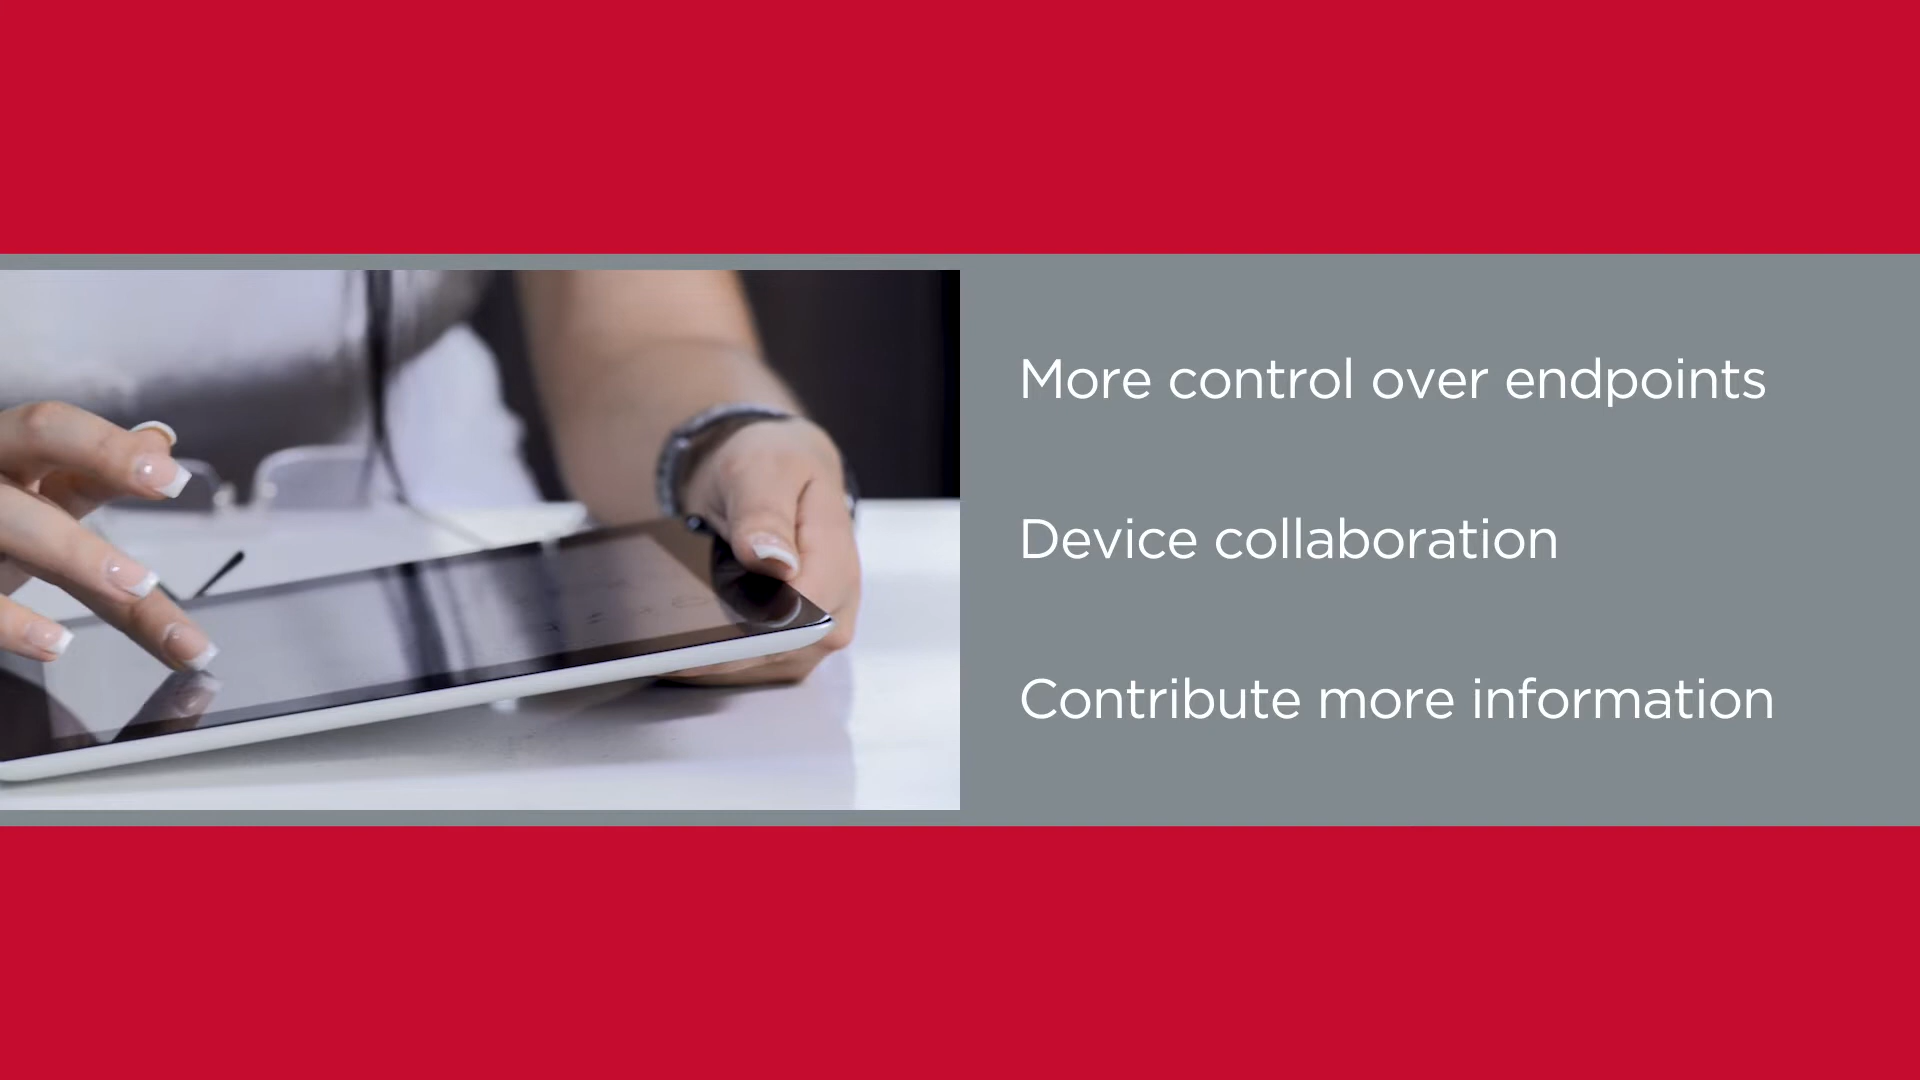 More control over endpoints
Device collaboration
Contribute more information